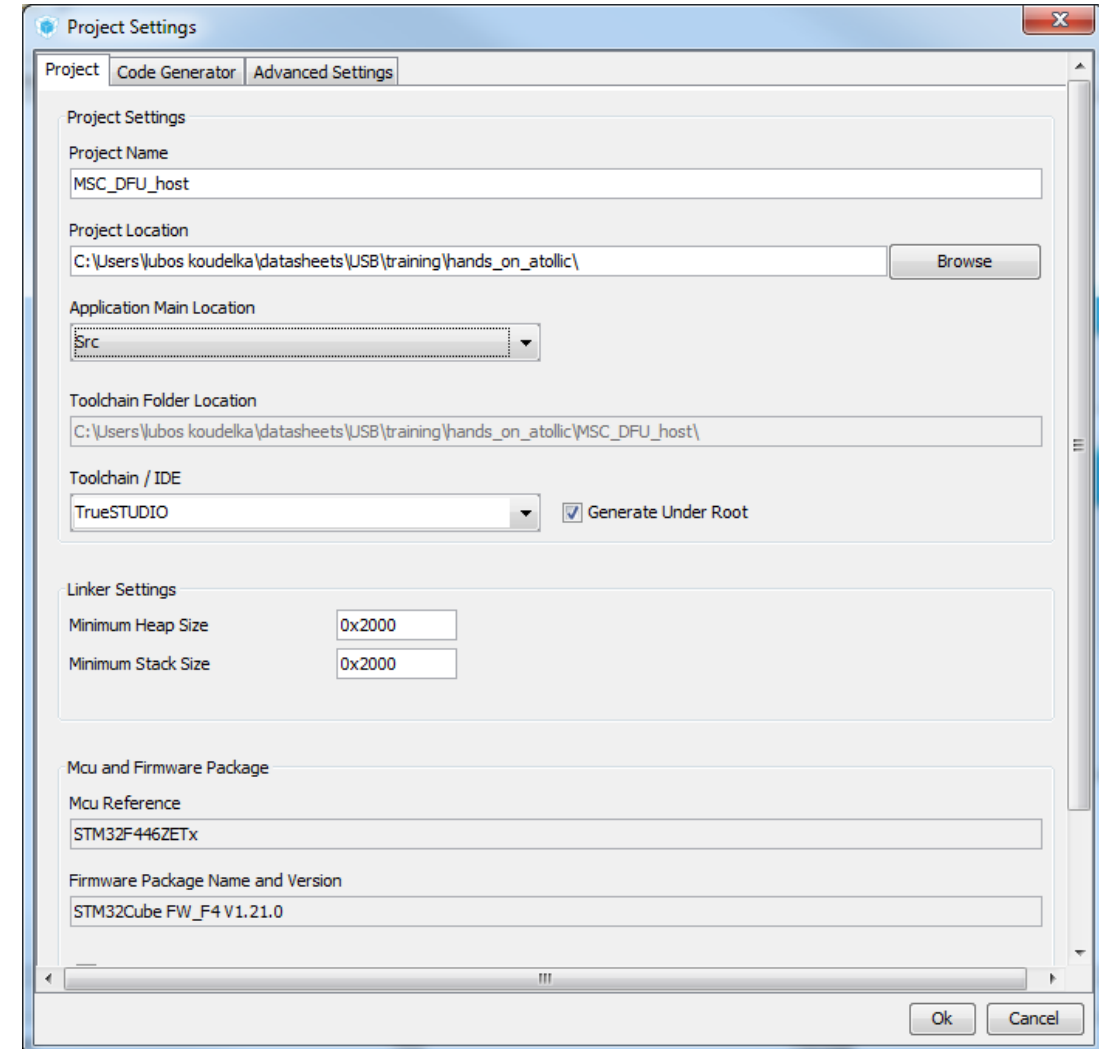 Project Settings
Project Code Generator Advanced Settings
Project Settings
Project Name
MSC_DFU_host
Project Location
C:\Users\lubos koudelka\datasheets\USB\training\hands_on_atollic\
Browse
Application Main Location
Src
Toolchain Folder Location
C:\Users\lubos koudelka\datasheets\USB\training\hands_on_atollic\MSC_DFU_host\
Toolchain / IDE
TrueSTUDIO
Generate Under Root
Linker Settings
Minimum Heap Size 0x2000
Minimum Stack Size 0x2000
Mcu and Firmware Package
Mcu Reference
STM32F446ZETx
Firmware Package Name and Version
STM32Cube FW_F4 V1.21.0
Ok Cancel